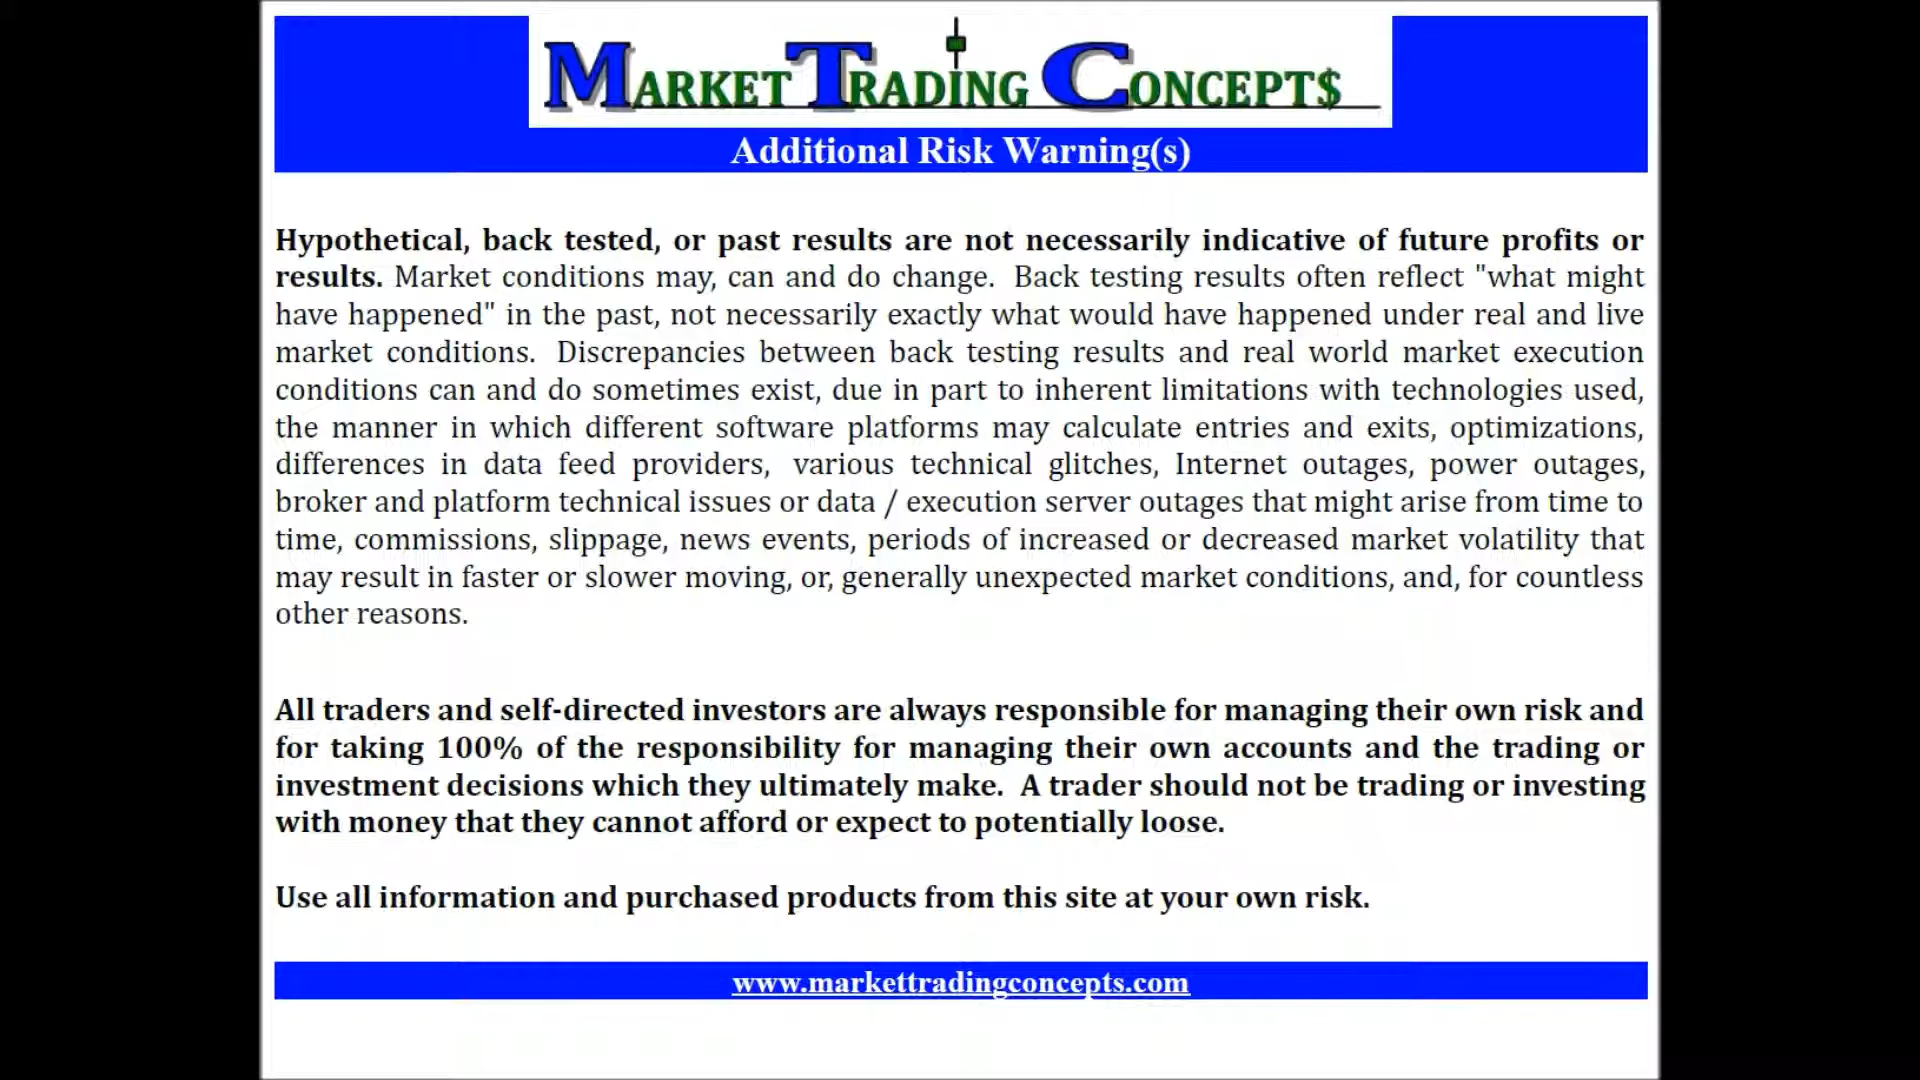 MARKET TRADING CONCEPT$
Additional Risk Warning(s)
Hypothetical, back tested, or past results are not necessarily indicative of future profits or
results. Market conditions may, can and do change.  Back testing results often reflect "what might
have happened" in the past, not necessarily exactly what would have happened under real and live
market conditions.  Discrepancies between back testing results and real world market execution
conditions can and do sometimes exist, due in part to inherent limitations with technologies used,
the manner in which different software platforms may calculate entries and exits, optimizations,
differences in data feed providers,  various technical glitches, Internet outages, power outages,
broker and platform technical issues or data / execution server outages that might arise from time to
time, commissions, slippage, news events, periods of increased or decreased market volatility that
may result in faster or slower moving, or, generally unexpected market conditions, and, for countless
other reasons.
All traders and self-directed investors are always responsible for managing their own risk and
for taking 100% of the responsibility for managing their own accounts and the trading or
investment decisions which they ultimately make.  A trader should not be trading or investing
with money that they cannot afford or expect to potentially loose.
Use all information and purchased products from this site at your own risk.
www.markettradingconcepts.com